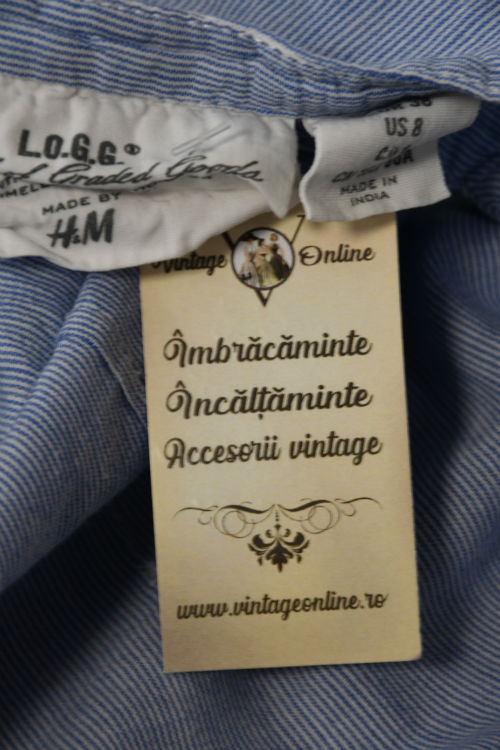 L.O.G.G.®
Graded Goods
MADE BY
H&M
US 8
MADE IN
INDIA
Vintage Online
Îmbrăcăminte
Încălțăminte
Accesorii vintage
www.vintageonline.ro